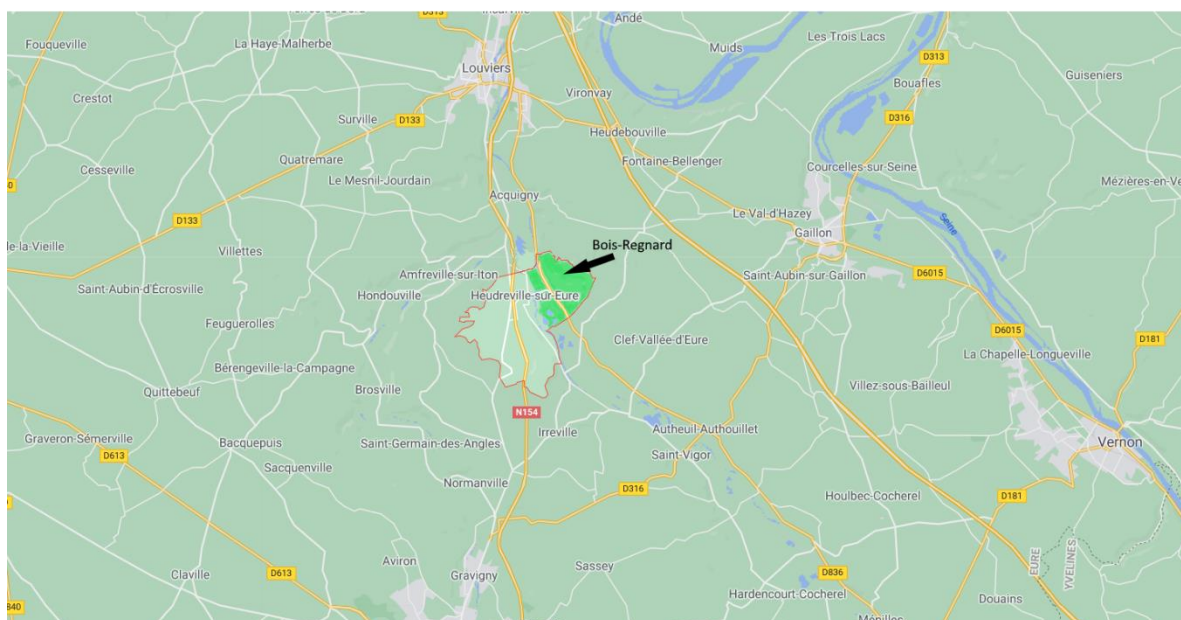 D313
Andé
Fouqueville
La Haye-Malherbe
Les Trois Lacs
Muids
D313
Louviers
Guiseniers
Bouafles
Crestot
Vironvay
D316
Surville
D133
Heudebouville
Quatremare
Fontaine-Bellenger
Cesseville
Courcelles-sur-Seine
Le Mesnil-Jourdain
Mézières-en-Ve
Acquigny
D133
Le Val-d'Hazey
Seine
Gaillon
le-la-Vieille
Villettes
Bois-Regnard
Amfreville-sur-Iton
Saint-Aubin-sur-Gaillon
D6015
Saint-Aubin-d'Écrosville
Hondouville
Heudreville-sur-Eure
Feuguerolles
D6015
D181
Clef-Vallée-d'Eure
La Chapelle-Longueville
Bérengeville-la-Campagne
Quittebeuf
Brosville
Villez-sous-Bailleul
N154
Autheuil-Authouillet
Irreville
Graveron-Sémerville
Bacquepuis
Saint-Germain-des-Angles
Vernon
D613
Saint-Vigor
Sacquenville
Normanville
D316
Houlbec-Cocherel
D181
Aviron
Sassey
EURE
YVELINES
Claville
D613
Gravigny
D836
Hardencourt-Cocherel
Douains
840
Ménilles